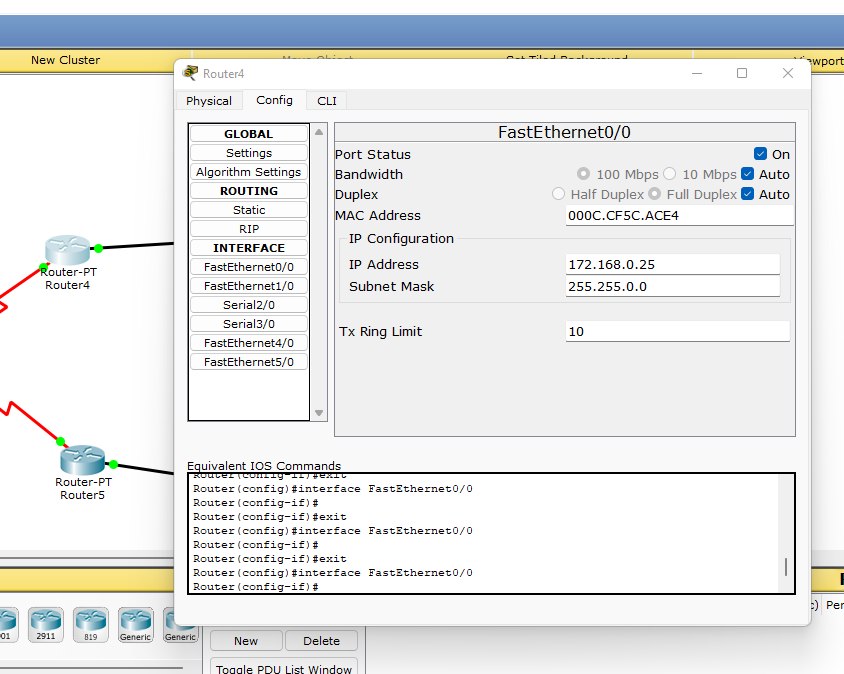 New Cluster
Move Object
Set Tiled Background
Viewport
Router4
Physical
Config
CLI
GLOBAL
Settings
Algorithm Settings
ROUTING
Static
RIP
INTERFACE
FastEthernet0/0
FastEthernet1/0
Serial2/0
Serial3/0
FastEthernet4/0
FastEthernet5/0
FastEthernet0/0
Port Status On
Bandwidth 100 Mbps 10 Mbps Auto
Duplex Half Duplex Full Duplex Auto
MAC Address 000C.CF5C.ACE4
IP Configuration
IP Address 172.168.0.25
Subnet Mask 255.255.0.0
Tx Ring Limit 10
Equivalent IOS Commands
Router(config-if)#exit
Router(config)#interface FastEthernet0/0
Router(config-if)#
Router(config-if)#exit
Router(config)#interface FastEthernet0/0
Router(config-if)#
Router(config-if)#exit
Router(config)#interface FastEthernet0/0
Router(config-if)#
Router-PT
Router4
Router-PT
Router5
2911
819
Generic
Generic
New
Delete
Toggle PDU List Window